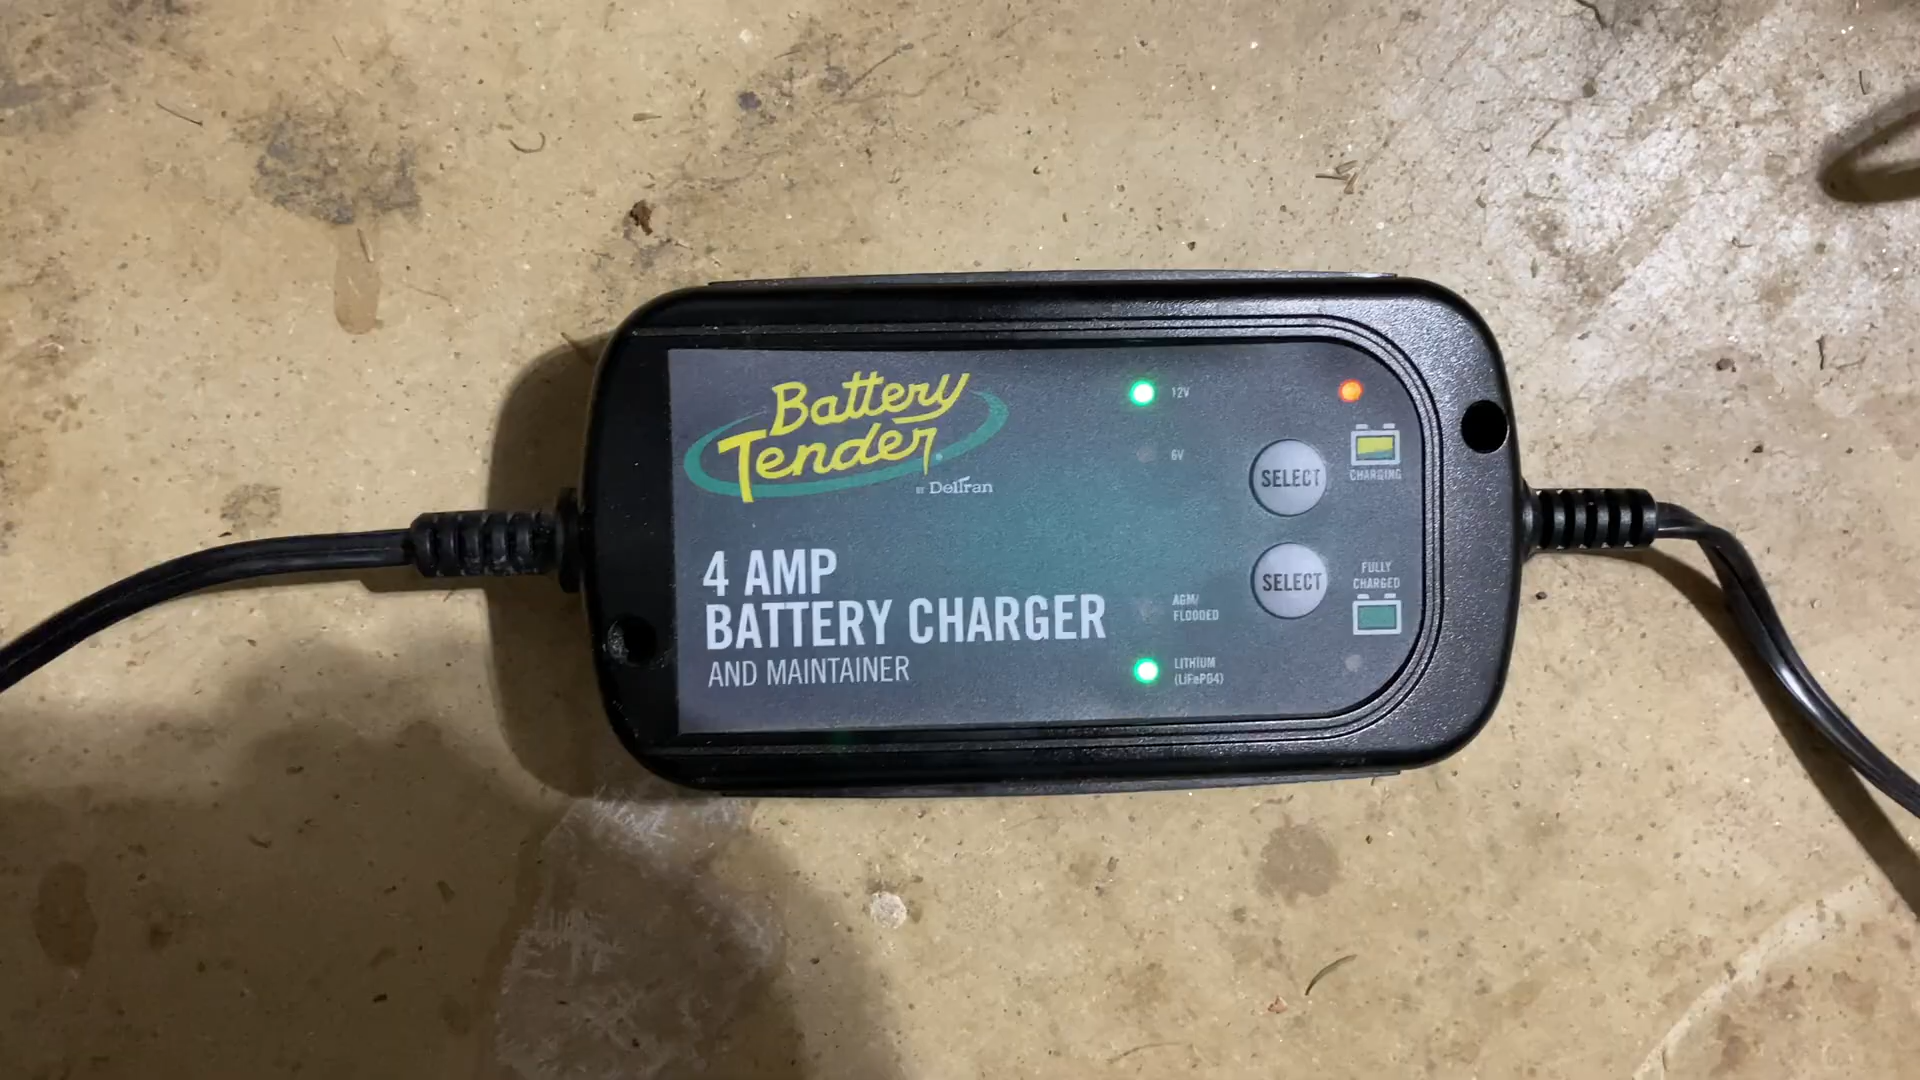 Battery
Tender®
BY Deltran
4 AMP
BATTERY CHARGER
AND MAINTAINER
12V
6V
SELECT
CHARGING
SELECT
FULLY
CHARGED
AGM/
FLOODED
LITHIUM
(LiFePO4)